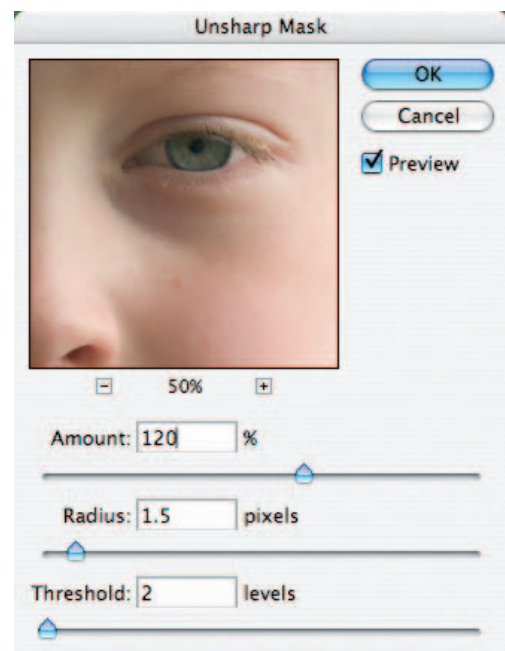 Unsharp Mask
OK
Cancel
Preview
50%
Amount: 120 %
Radius: 1.5 pixels
Threshold: 2 levels